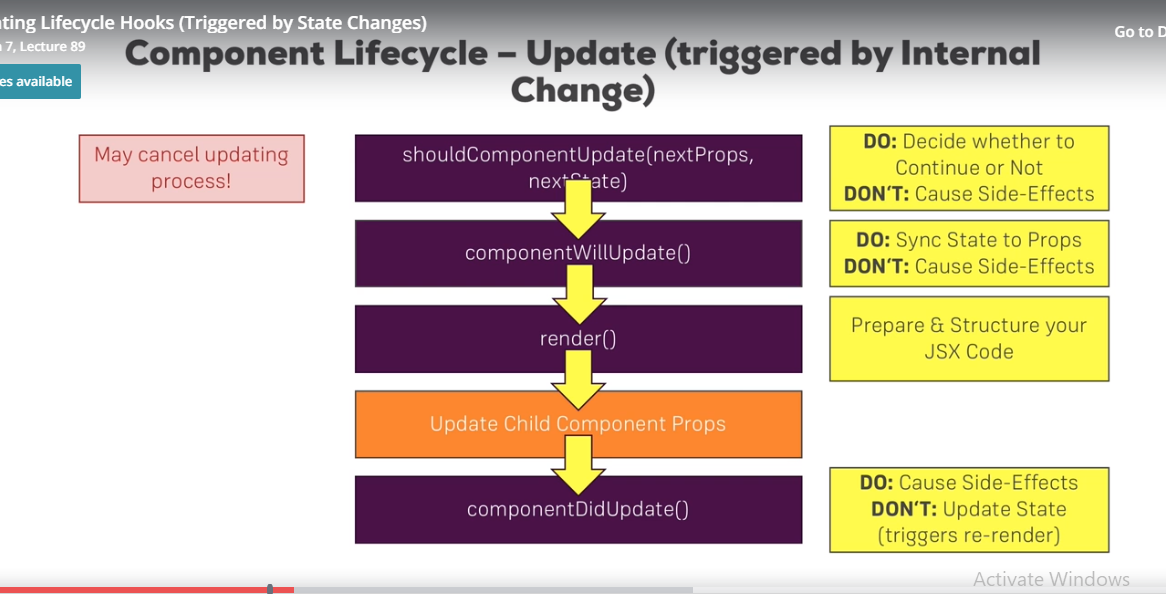 ting Lifecycle Hooks (Triggered by State Changes)
7, Lecture 89
Go to D
es available
Component Lifecycle – Update (triggered by Internal
Change)
May cancel updating
process!
shouldComponentUpdate(nextProps,
nextState)
DO: Decide whether to
Continue or Not
DON'T: Cause Side-Effects
componentWillUpdate()
DO: Sync State to Props
DON'T: Cause Side-Effects
render()
Prepare & Structure your
JSX Code
Update Child Component Props
componentDidUpdate()
DO: Cause Side-Effects
DON'T: Update State
(triggers re-render)
Activate Windows